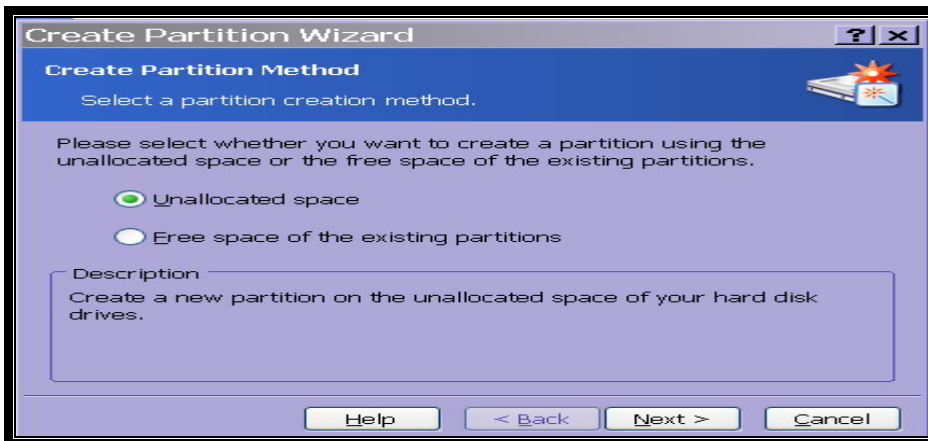 Create Partition Wizard
Create Partition Method
Select a partition creation method.
Please select whether you want to create a partition using the
unallocated space or the free space of the existing partitions.
Unallocated space
Free space of the existing partitions
Description
Create a new partition on the unallocated space of your hard disk
drives.
Help
< Back
Next >
Cancel